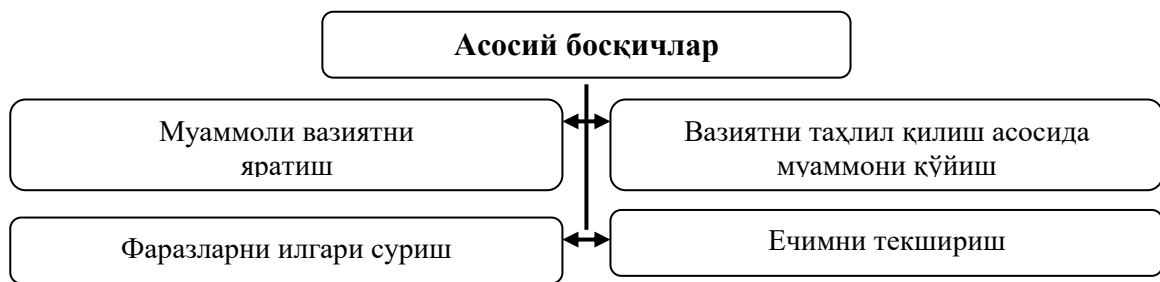 Асосий босқичлар
Муаммоли вазиятни
яратиш
Вазиятни таҳлил қилиш асосида
муаммони қўйиш
Фаразларни илгари суриш
Ечимни текшириш